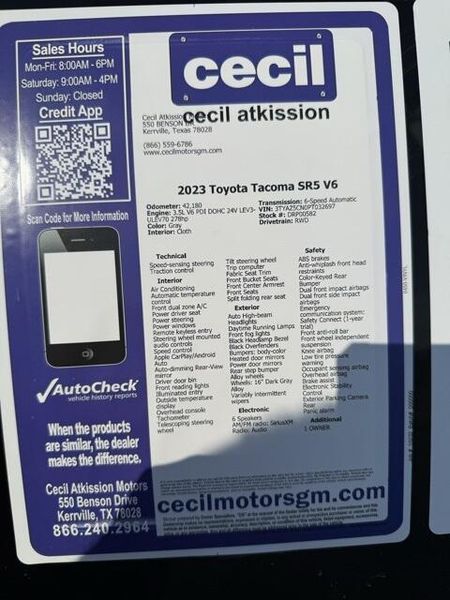 Sales Hours
Mon-Fri: 8:00AM - 6PM
Saturday: 9:00AM - 4PM
Sunday: Closed
Credit App
Scan Code for More Information
AutoCheck
vehicle history reports
When the products
are similar, the dealer
makes the difference.
Cecil Atkission Motors
550 Benson Drive
Kerrville, TX 78028
866.240.2964
cecil
cecil atkission
Cecil Atkission
550 BENSON DR
Kerrville, Texas 78028
(866) 559-6786
www.cecilmotorsgm.com
2023 Toyota Tacoma SR5 V6
Odometer: 42,180
Engine: 3.5L V6 PDI DOHC 24V LEV3-
ULEV70 278hp
Color: Gray
Interior: Cloth
Transmission: 6-Speed Automatic
VIN: 3TYAZ5CN0PT032697
Stock #: DRP00582
Drivetrain: RWD
Technical
Speed-sensing steering
Traction control
Interior
Air Conditioning
Automatic temperature
control
Front dual zone A/C
Power driver seat
Power steering
Power windows
Remote keyless entry
Steering wheel mounted
audio controls
Speed control
Apple CarPlay/Android
Auto
Auto-dimming Rear-View
mirror
Driver door bin
Front reading lights
Illuminated entry
Outside temperature
display
Overhead console
Tachometer
Telescoping steering
wheel
Tilt steering wheel
Trip computer
Fabric Seat Trim
Front Bucket Seats
Front Center Armrest
Front Seats
Split folding rear seat
Exterior
Auto High-beam
Headlights
Daytime Running Lamps
Front fog lights
Black Headlamp Bezel
Black Overfenders
Bumpers: body-color
Heated door mirrors
Power door mirrors
Rear step bumper
Alloy wheels
Wheels: 16" Dark Gray
Alloy
Variably intermittent
wipers
Electronic
6 Speakers
AM/FM radio: SiriusXM
Radio: Audio
Safety
ABS brakes
Anti-whiplash front head
restraints
Color-Keyed Rear
Bumper
Dual front impact airbags
Dual front side impact
airbags
Emergency
communication system:
Safety Connect (1-year
trial)
Front anti-roll bar
Front wheel independent
suspension
Knee airbag
Low tire pressure
warning
Occupant sensing airbag
Overhead airbag
Brake assist
Electronic Stability
Control
Exterior Parking Camera
Rear
Panic alarm
Additional
1 OWNER
cecilmotorsgm.com